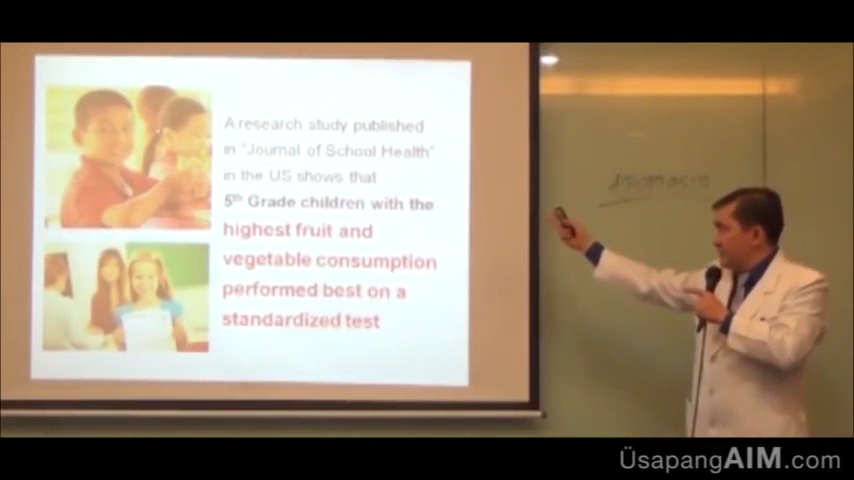 A research study published
in "Journal of School Health"
in the US shows that
5th Grade children with the
highest fruit and
vegetable consumption
performed best on a
standardized test
ÜsapangAIM.com